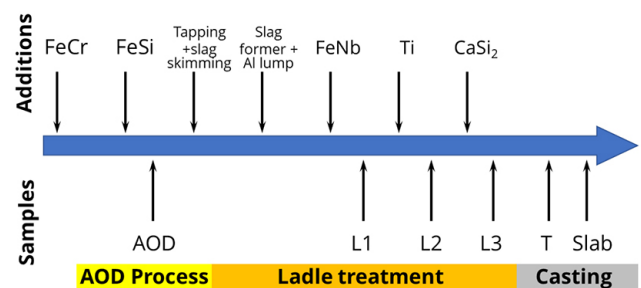 Additions
FeCr
FeSi
Tapping
+slag
skimming
Slag
former +
Al lump
FeNb
Ti
CaSi₂
Samples
AOD
L1
L2
L3
T
Slab
AOD Process
Ladle treatment
Casting